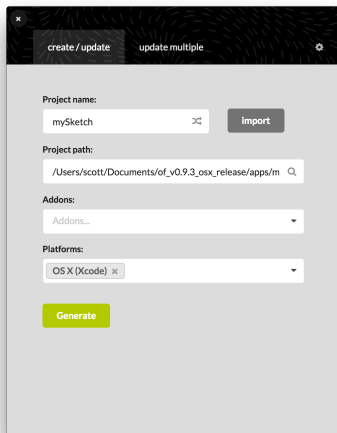 create / update update multiple
Project name:
mySketch
import
Project path:
/Users/scott/Documents/of_v0.9.3_osx_release/apps/m
Addons:
Addons...
Platforms:
OS X (Xcode) ×
Generate